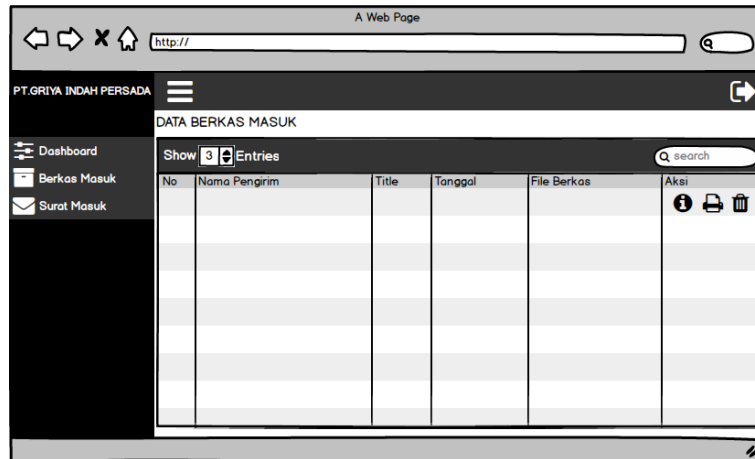 A Web Page
http://
PT.GRIYA INDAH PERSADA
DATA BERKAS MASUK
Dashboard
Berkas Masuk
Surat Masuk
Show 3 Entries
search
No Nama Pengirim Title Tanggal File Berkas Aksi